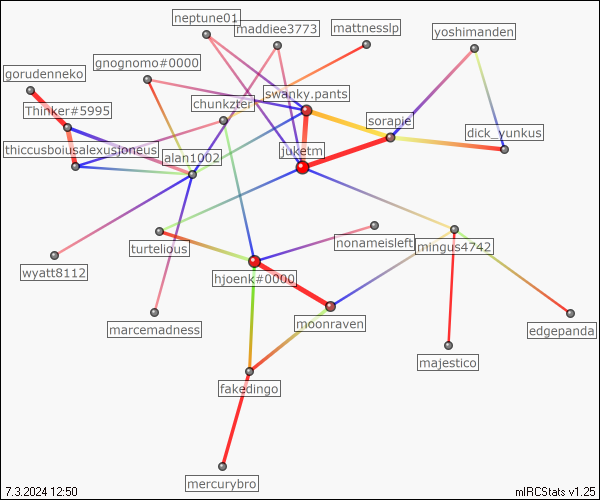 neptune01
maddiee3773
mattnesslp
yoshimanden
gnognomo#0000
gorudenneko
swanky.pants
chunkzter
Thinker#5995
sorapie
dick_yunkus
thiccusboiusalexusjoneus
alan1002
juketm
turtelious
nonameisleft
mingus4742
wyatt8112
hjoenk#0000
marcemadness
moonraven
edgepanda
majestico
fakedingo
mercurybro
7.3.2024 12:50
mIRCStats v1.25